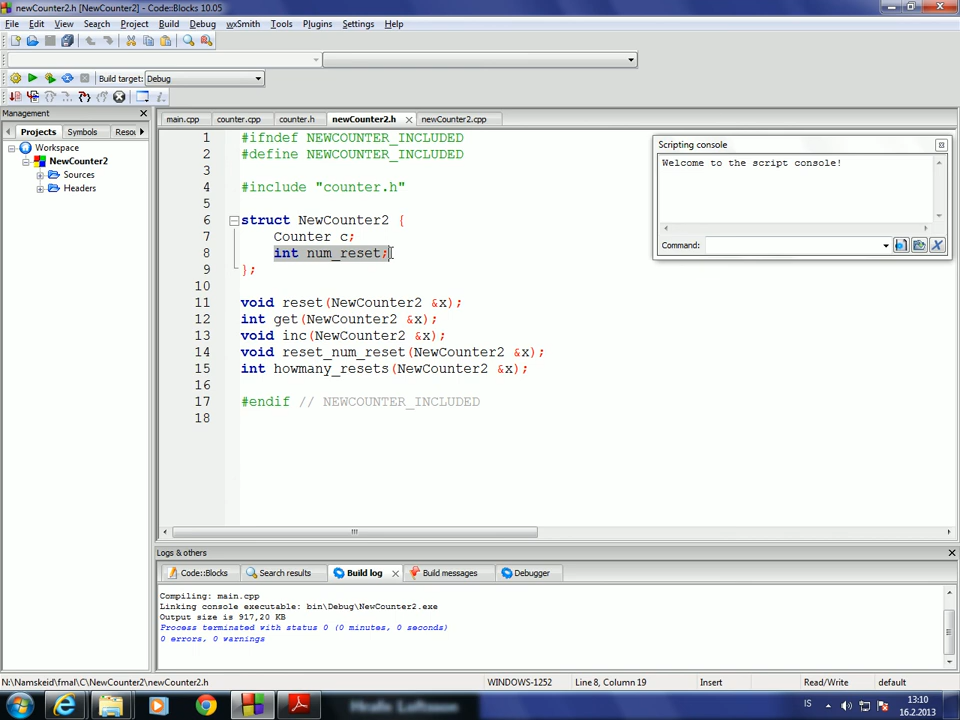 newCounter2.h [NewCounter2] - Code::Blocks 10.05
File Edit View Search Project Build Debug wxSmith Tools Plugins Settings Help
Build target: Debug
Management
Projects Symbols Resou
Workspace
NewCounter2
Sources
Headers
main.cpp counter.cpp counter.h newCounter2.h newCounter2.cpp
1 #ifndef NEWCOUNTER_INCLUDED
2 #define NEWCOUNTER_INCLUDED
3
4 #include "counter.h"
5
6 struct NewCounter2 {
7 Counter c;
8 int num_reset;
9 };
10
11 void reset(NewCounter2 &x);
12 int get(NewCounter2 &x);
13 void inc(NewCounter2 &x);
14 void reset_num_reset(NewCounter2 &x);
15 int howmany_resets(NewCounter2 &x);
16
17 #endif // NEWCOUNTER_INCLUDED
18
Scripting console
Welcome to the script console!
Command:
Logs & others
Code::Blocks Search results Build log Build messages Debugger
Compiling: main.cpp
Linking console executable: bin\Debug\NewCounter2.exe
Output size is 917,20 KB
Process terminated with status 0 (0 minutes, 0 seconds)
0 errors, 0 warnings
N:\Namskeid\fmal\C\NewCounter2\newCounter2.h WINDOWS-1252 Line 8, Column 19 Insert Read/Write default
Hrafn Loftsson
IS 13:10
16.2.2013